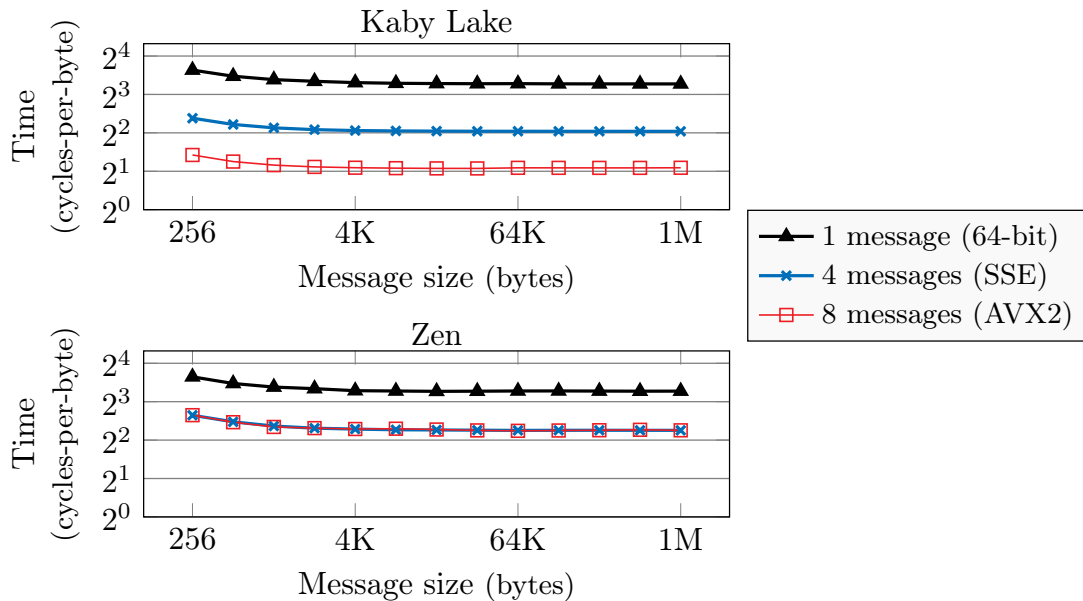 Kaby Lake
Time
(cycles-per-byte)
2^4
2^3
2^2
2^1
2^0
256 4K 64K 1M
Message size (bytes)
1 message (64-bit)
4 messages (SSE)
8 messages (AVX2)
Zen
Time
(cycles-per-byte)
2^4
2^3
2^2
2^1
2^0
256 4K 64K 1M
Message size (bytes)